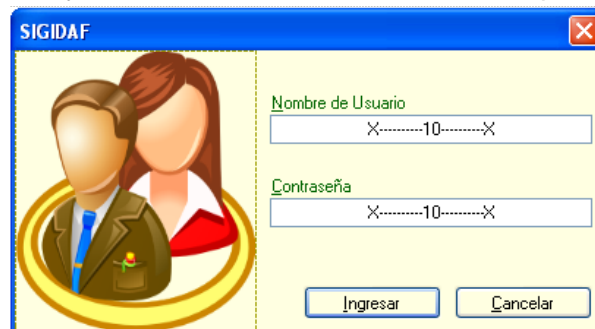 SIGIDAF
Nombre de Usuario
X---------10---------X
Contraseña
X---------10---------X
Ingresar
Cancelar